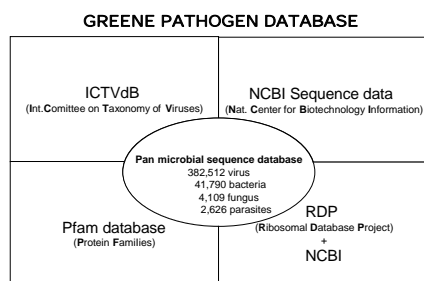 GREENE PATHOGEN DATABASE
ICTVdB
(Int.Comittee on Taxonomy of Viruses)
NCBI Sequence data
(Nat. Center for Biotechnology Information)
Pan microbial sequence database
382,512 virus
41,790 bacteria
4,109 fungus
2,626 parasites
Pfam database
(Protein Families)
RDP
(Ribosomal Database Project)
+
NCBI